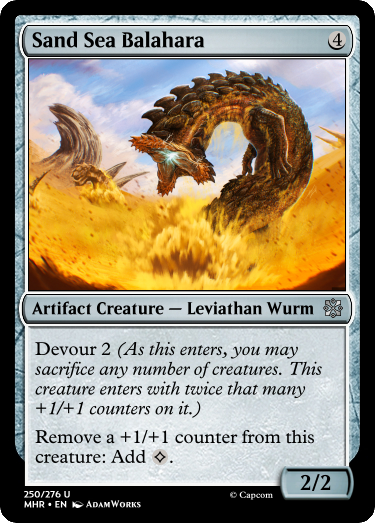 Sand Sea Balahara 4
Artifact Creature — Leviathan Wurm
Devour 2 (As this enters, you may
sacrifice any number of creatures. This
creature enters with twice that many
+1/+1 counters on it.)
Remove a +1/+1 counter from this
creature: Add .
2/2
250/276 U
MHR • EN AdamWorks
© Capcom